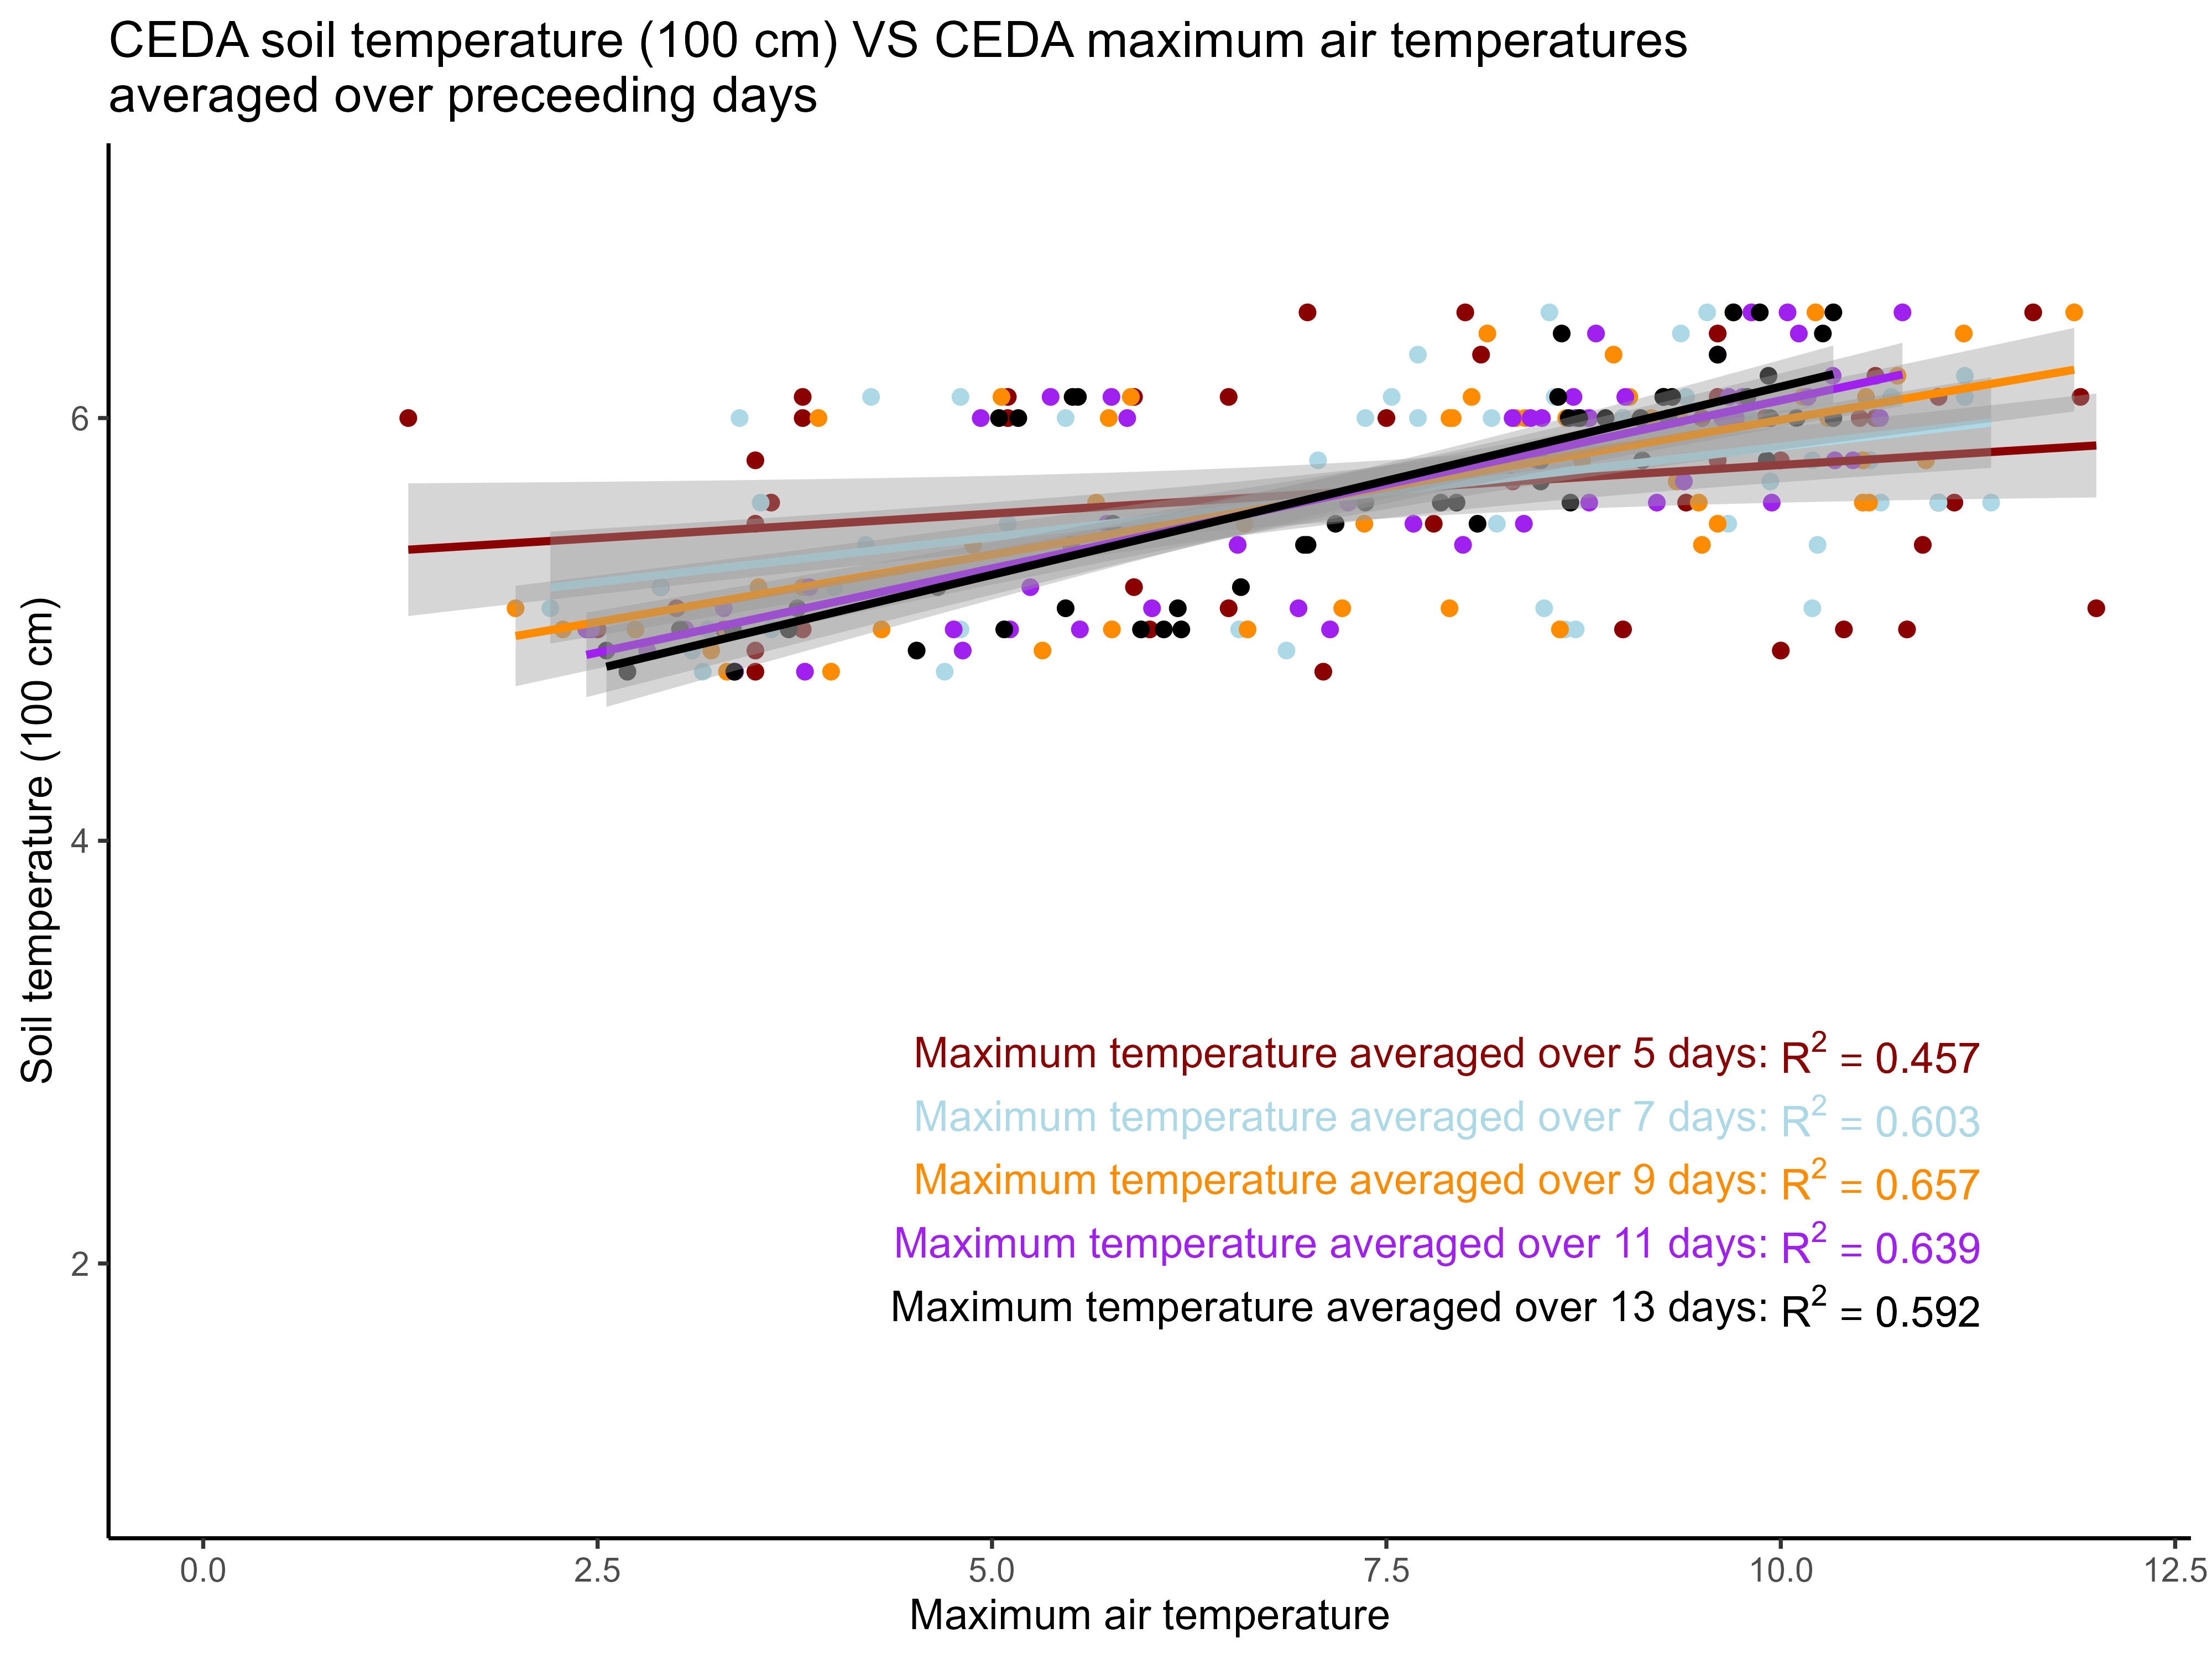 CEDA soil temperature (100 cm) VS CEDA maximum air temperatures
averaged over preceeding days
Soil temperature (100 cm)
6
4
2
Maximum temperature averaged over 5 days: R² = 0.457
Maximum temperature averaged over 7 days: R² = 0.603
Maximum temperature averaged over 9 days: R² = 0.657
Maximum temperature averaged over 11 days: R² = 0.639
Maximum temperature averaged over 13 days: R² = 0.592
0.0 2.5 5.0 7.5 10.0 12.5
Maximum air temperature